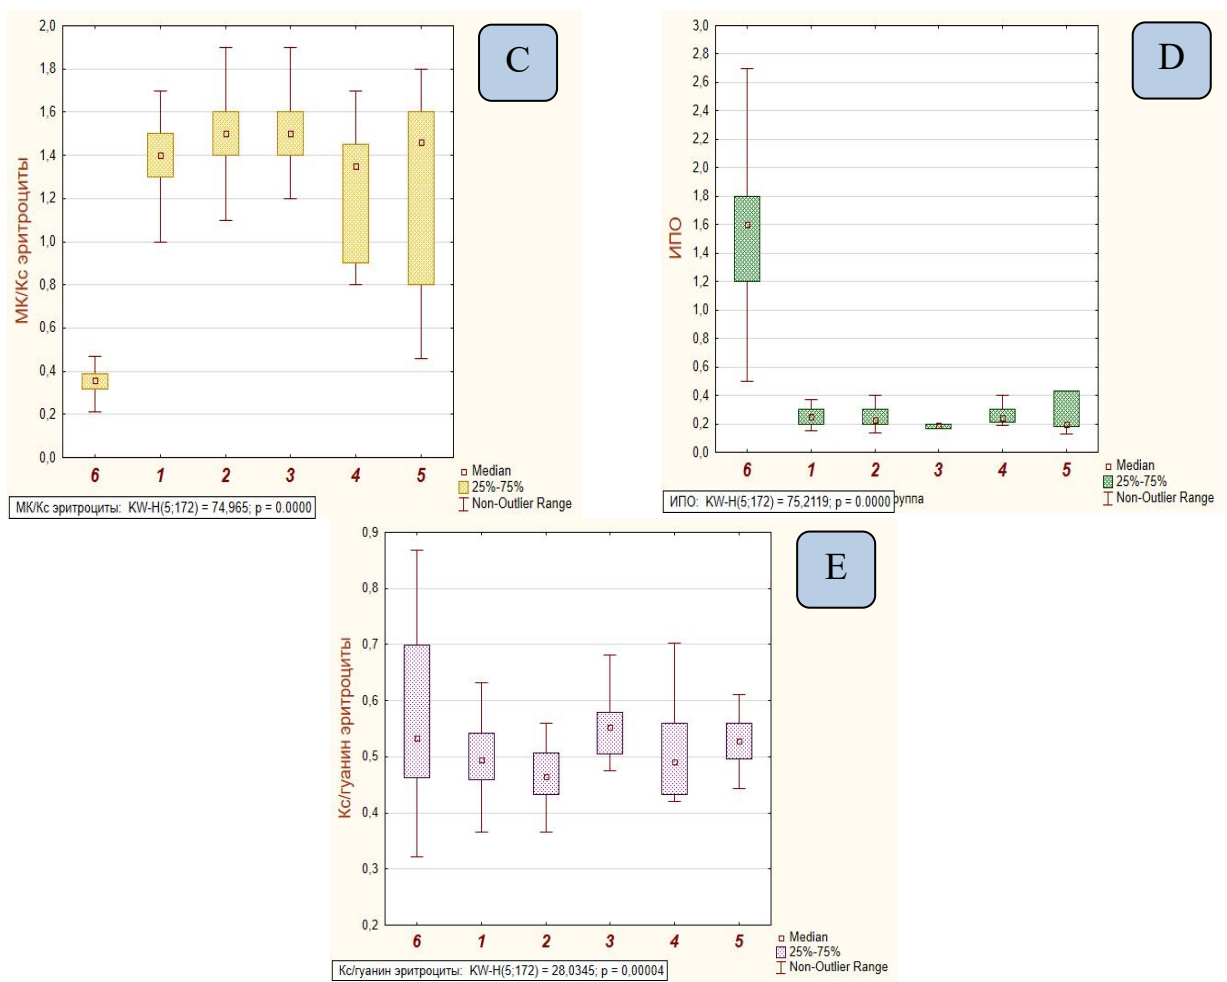 C
МК/Кс эритроциты
2,0
1,8
1,6
1,4
1,2
1,0
0,8
0,6
0,4
0,2
0,0
6 1 2 3 4 5
Median
25%-75%
Non-Outlier Range
МК/Кс эритроциты: KW-H(5;172) = 74,965; p = 0.0000
D
ИПО
3,0
2,8
2,6
2,4
2,2
2,0
1,8
1,6
1,4
1,2
1,0
0,8
0,6
0,4
0,2
0,0
6 1 2 3 4 5
Median
25%-75%
Non-Outlier Range
ИПО: KW-H(5;172) = 75,2119; p = 0.0000
руппа
E
Кс/гуанин эритроциты
0,9
0,8
0,7
0,6
0,5
0,4
0,3
0,2
6 1 2 3 4 5
Median
25%-75%
Non-Outlier Range
Кс/гуанин эритроциты: KW-H(5;172) = 28,0345; p = 0,00004